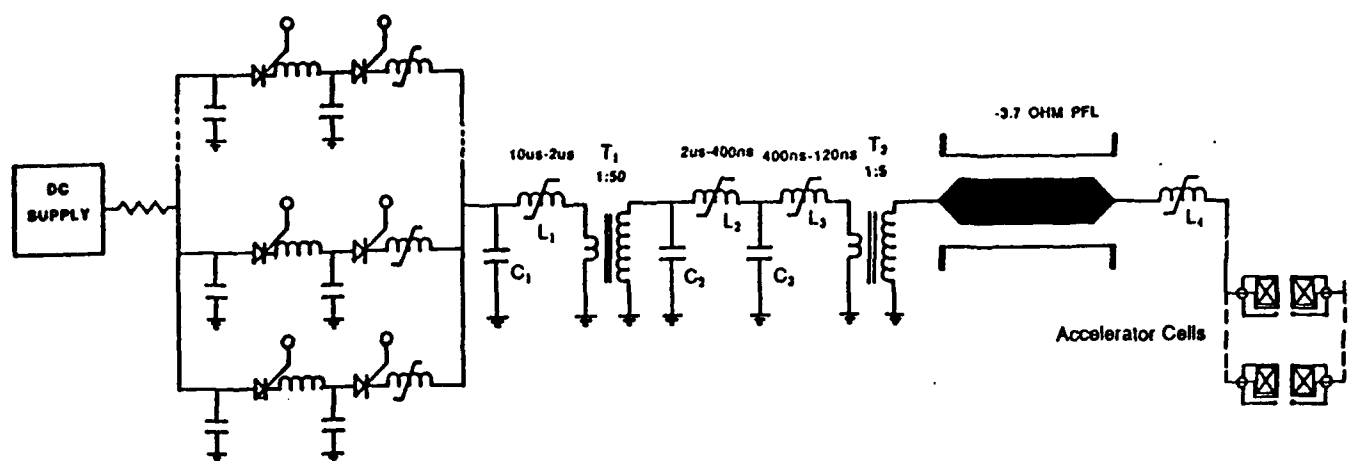 DC
SUPPLY
10us-2us
T₁
1:50
L₁
C₁
2us-400ns
L₂
C₂
400ns-120ns
L₃
C₃
T₂
1:5
-3.7 OHM PFL
L₄
Accelerator Cells